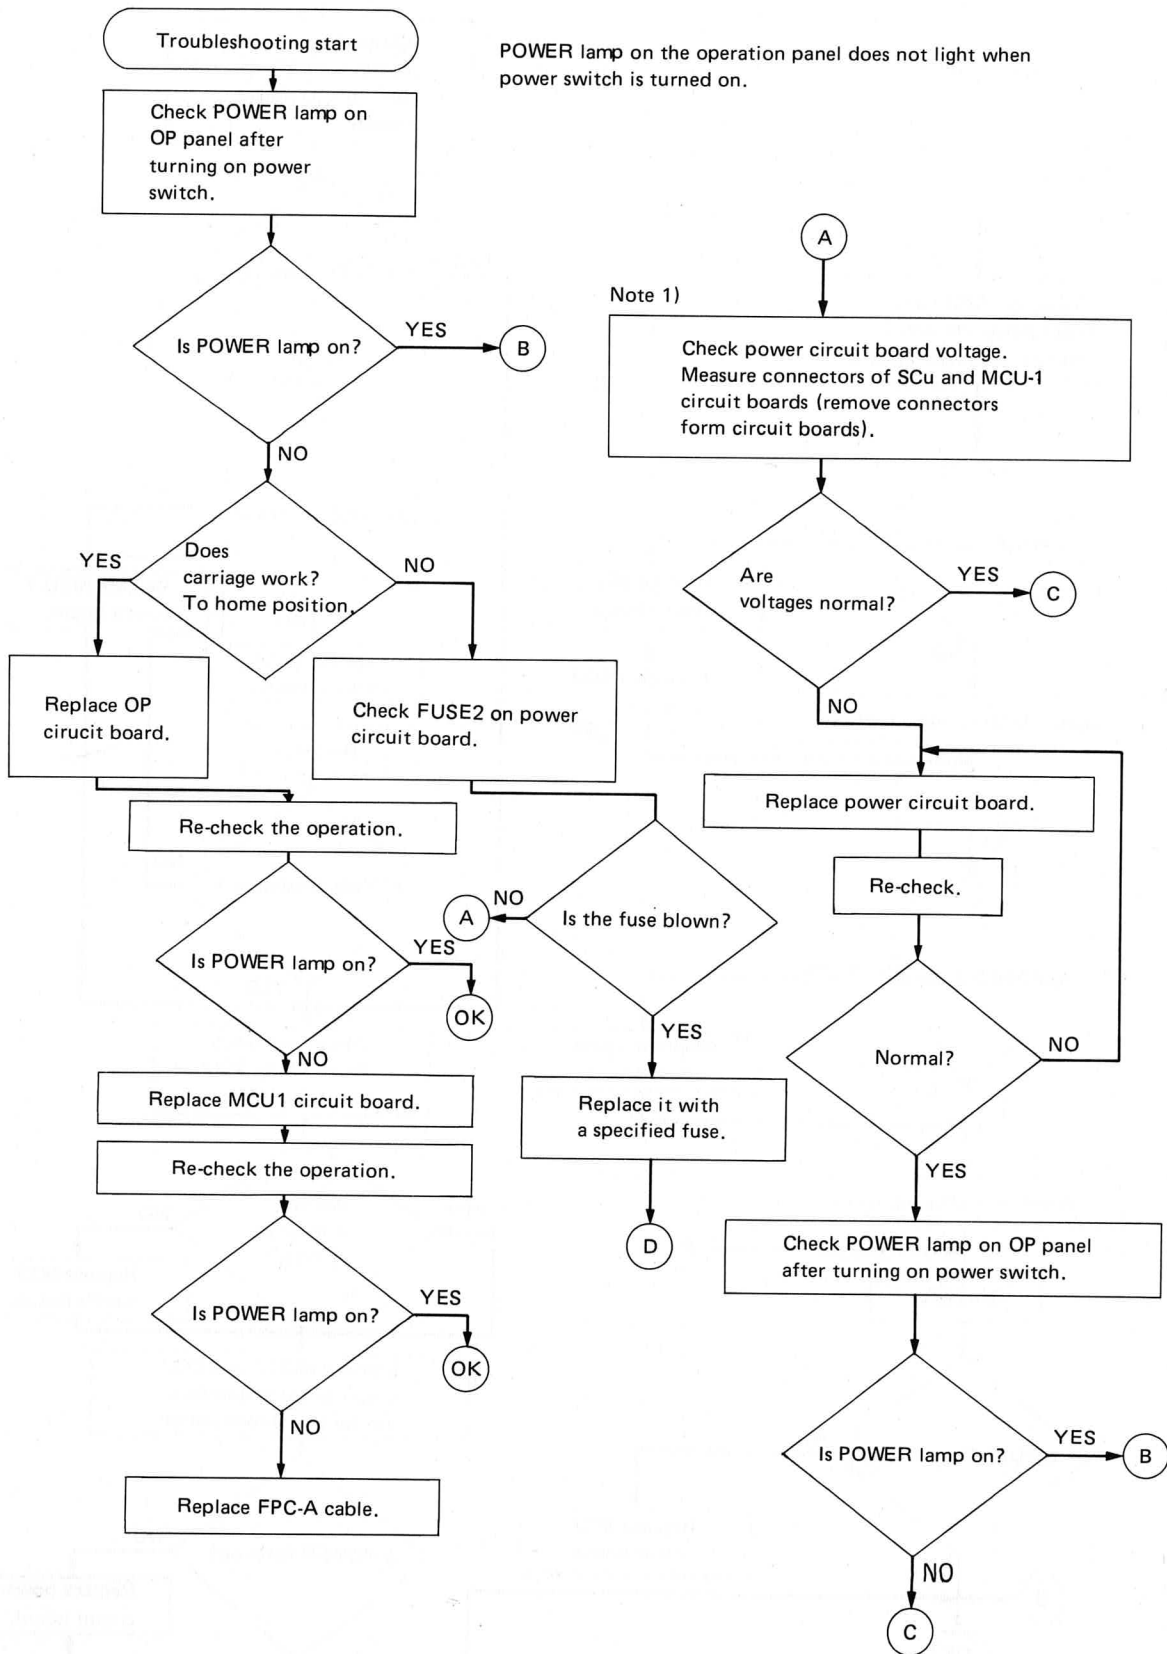 Troubleshooting start
POWER lamp on the operation panel does not light when
power switch is turned on.
Check POWER lamp on
OP panel after
turning on power
switch.
Is POWER lamp on?
YES
B
NO
Does
carriage work?
To home position.
YES
NO
Replace OP
cirucit board.
Check FUSE2 on power
circuit board.
Re-check the operation.
Is POWER lamp on?
YES
OK
NO
Is the fuse blown?
NO
A
YES
Replace it with
a specified fuse.
D
Replace MCU1 circuit board.
Re-check the operation.
Is POWER lamp on?
YES
OK
NO
Replace FPC-A cable.
A
Note 1)
Check power circuit board voltage.
Measure connectors of SCu and MCU-1
circuit boards (remove connectors
form circuit boards).
Are
voltages normal?
YES
C
NO
Replace power circuit board.
Re-check.
Normal?
NO
YES
Check POWER lamp on OP panel
after turning on power switch.
Is POWER lamp on?
YES
B
NO
C